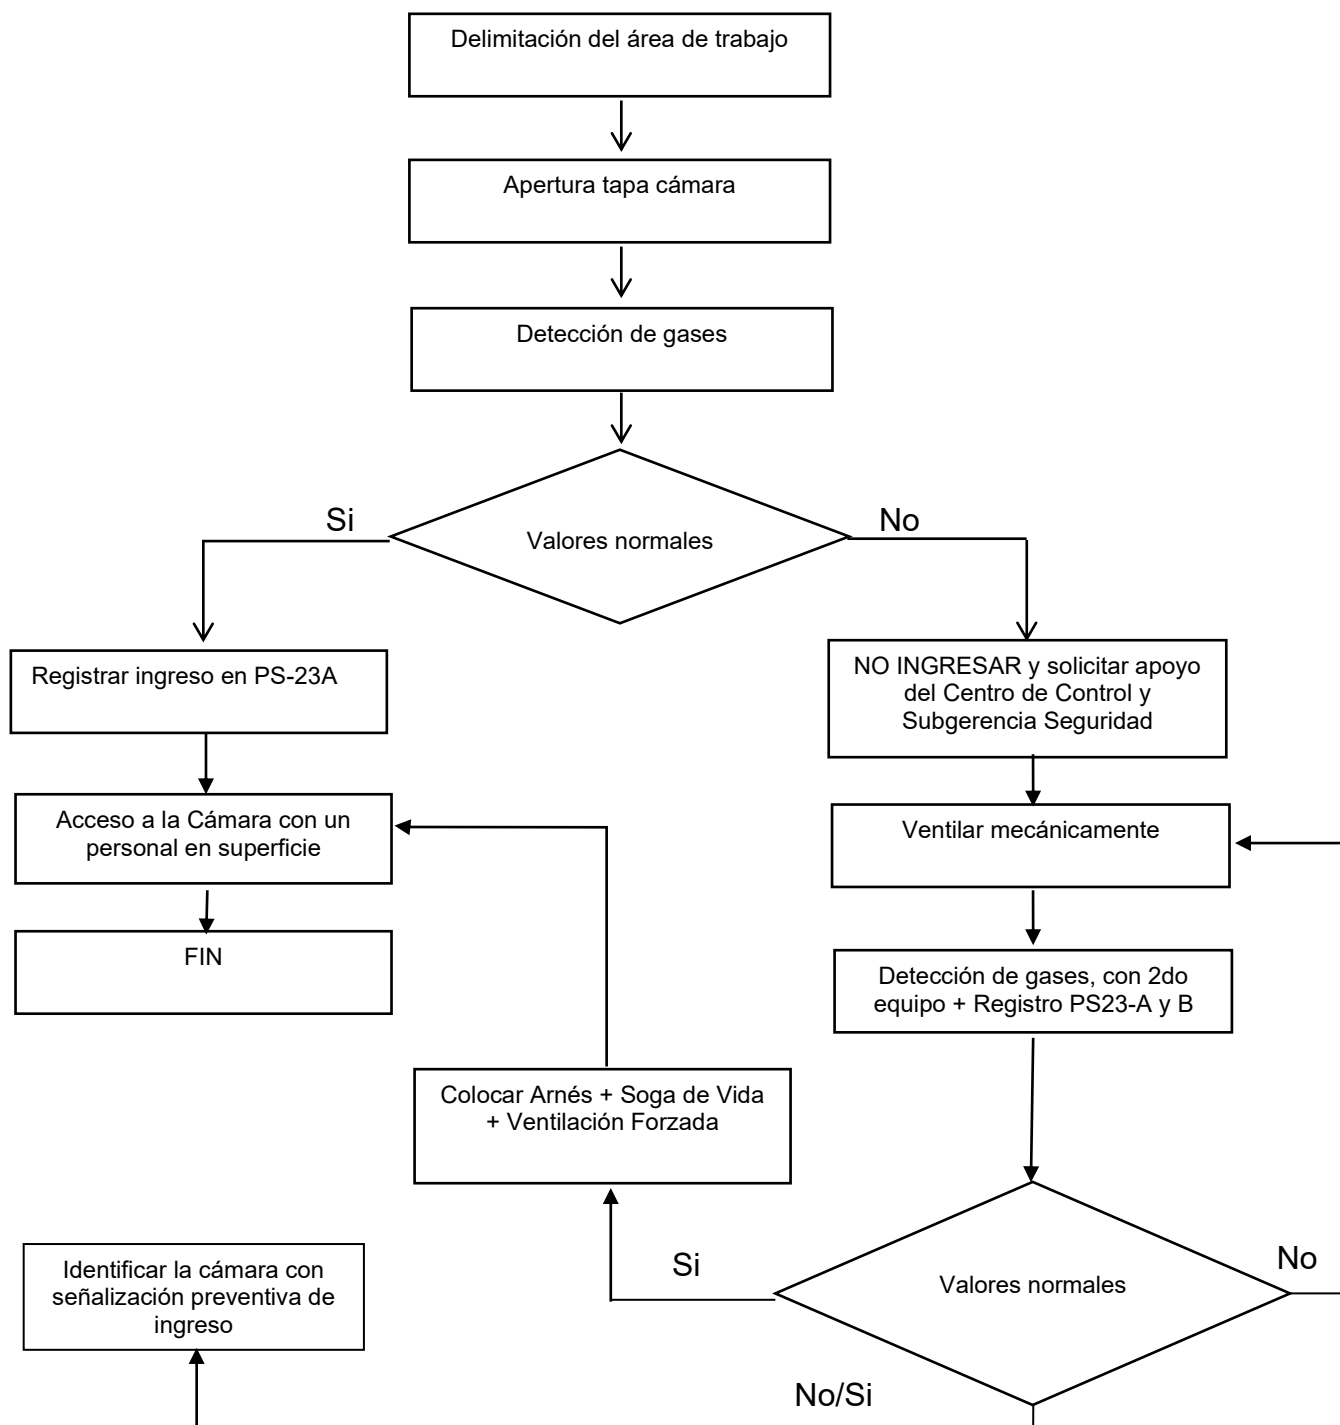 Delimitación del área de trabajo
Apertura tapa cámara
Detección de gases
Si
No
Valores normales
Registrar ingreso en PS-23A
NO INGRESAR y solicitar apoyo
del Centro de Control y
Subgerencia Seguridad
Acceso a la Cámara con un
personal en superficie
Ventilar mecánicamente
FIN
Detección de gases, con 2do
equipo + Registro PS23-A y B
Colocar Arnés + Soga de Vida
+ Ventilación Forzada
Si
No
Valores normales
Identificar la cámara con
señalización preventiva de
ingreso
No/Si